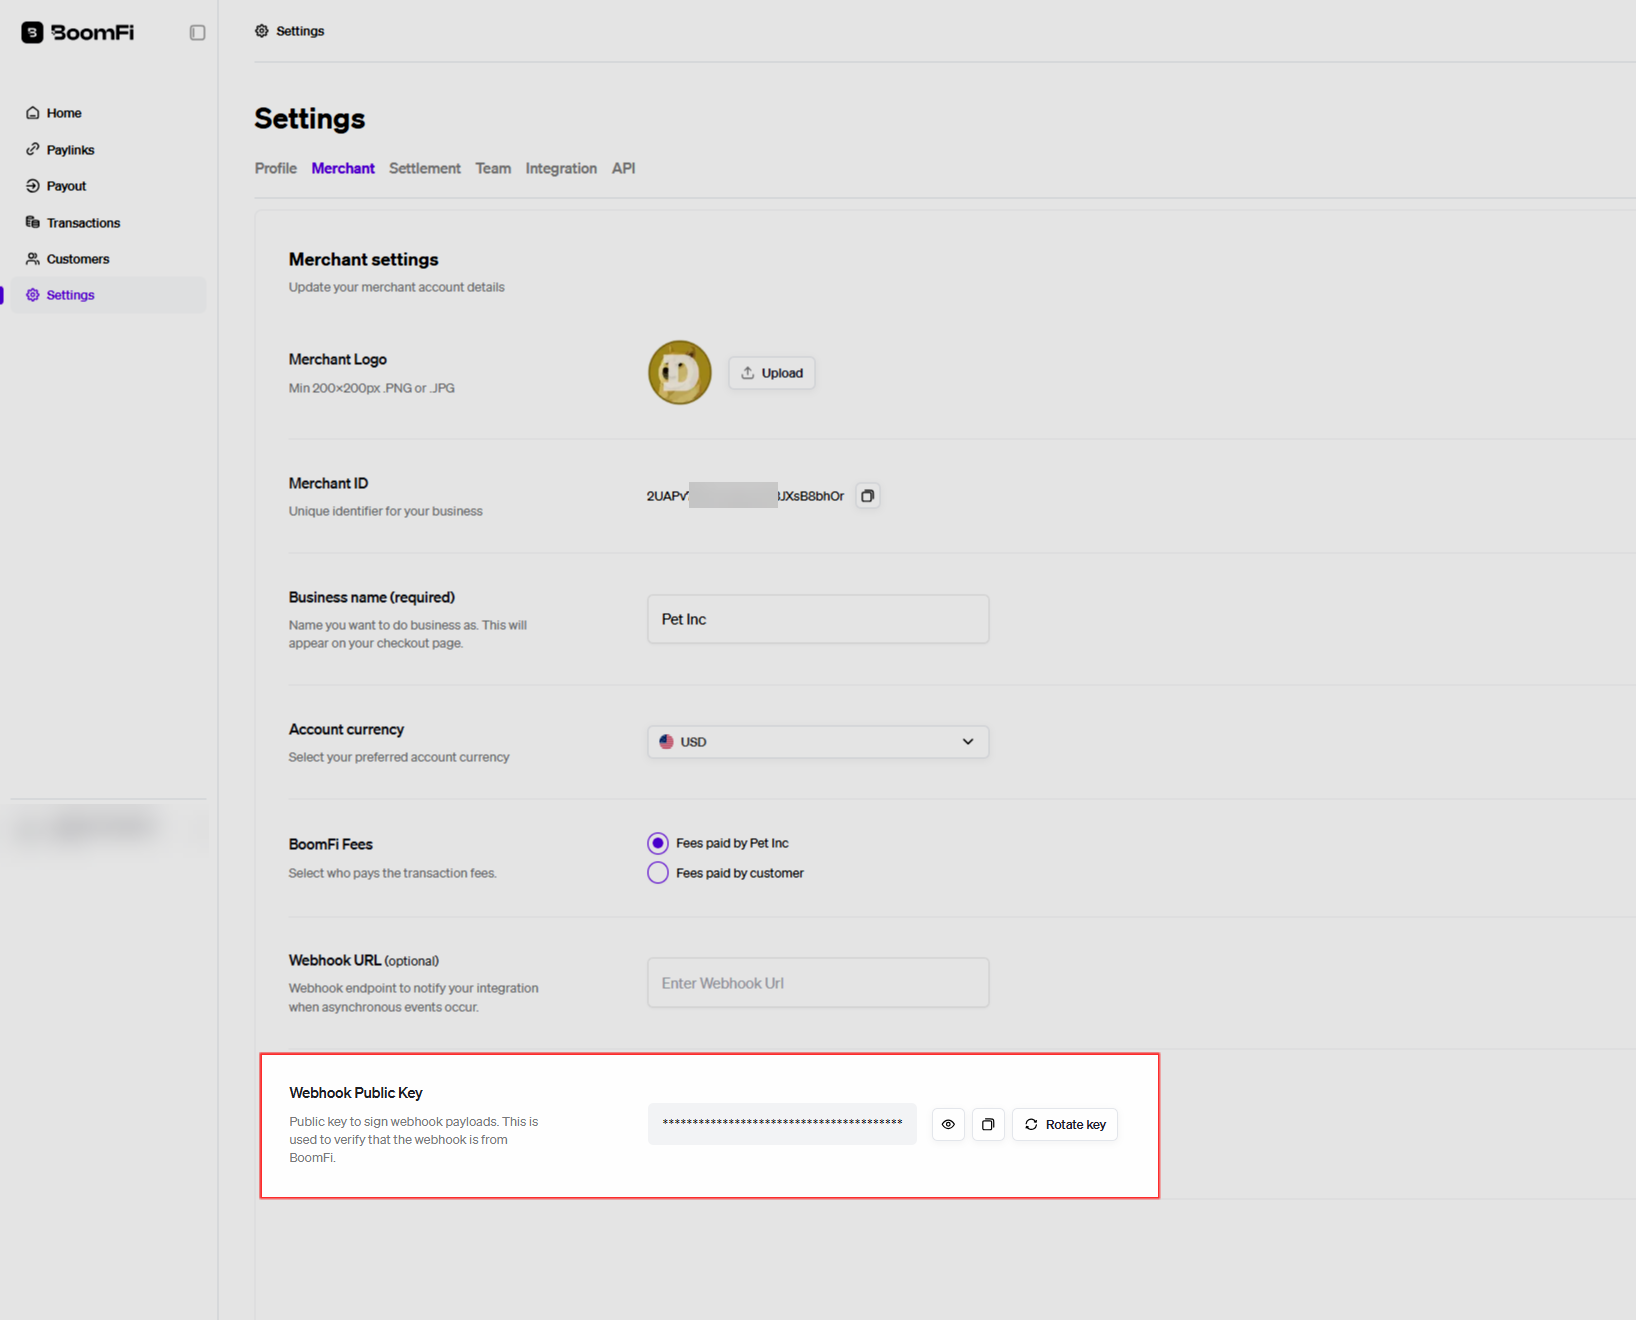 BoomFi
Settings
Home
Paylinks
Payout
Transactions
Customers
Settings
Settings
Profile Merchant Settlement Team Integration API
Merchant settings
Update your merchant account details
Merchant Logo
Min 200×200px .PNG or .JPG
Upload
Merchant ID
Unique identifier for your business
2UAPv JXsB8bhOr
Business name (required)
Name you want to do business as. This will
appear on your checkout page.
Pet Inc
Account currency
Select your preferred account currency
USD
BoomFi Fees
Select who pays the transaction fees.
Fees paid by Pet Inc
Fees paid by customer
Webhook URL (optional)
Webhook endpoint to notify your integration
when asynchronous events occur.
Enter Webhook Url
Webhook Public Key
Public key to sign webhook payloads. This is
used to verify that the webhook is from
BoomFi.
****************************************
Rotate key